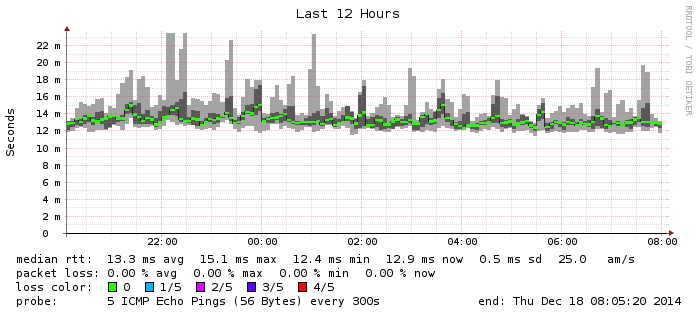 Last 12 Hours
RRDTOOL / TOBI OETIKER
Seconds
22 m
20 m
18 m
16 m
14 m
12 m
10 m
8 m
6 m
4 m
2 m
0
22:00 00:00 02:00 04:00 06:00 08:00
median rtt: 13.3 ms avg 15.1 ms max 12.4 ms min 12.9 ms now 0.5 ms sd 25.0 am/s
packet loss: 0.00 % avg 0.00 % max 0.00 % min 0.00 % now
loss color: 0 1/5 2/5 3/5 4/5
probe: 5 ICMP Echo Pings (56 Bytes) every 300s end: Thu Dec 18 08:05:20 2014